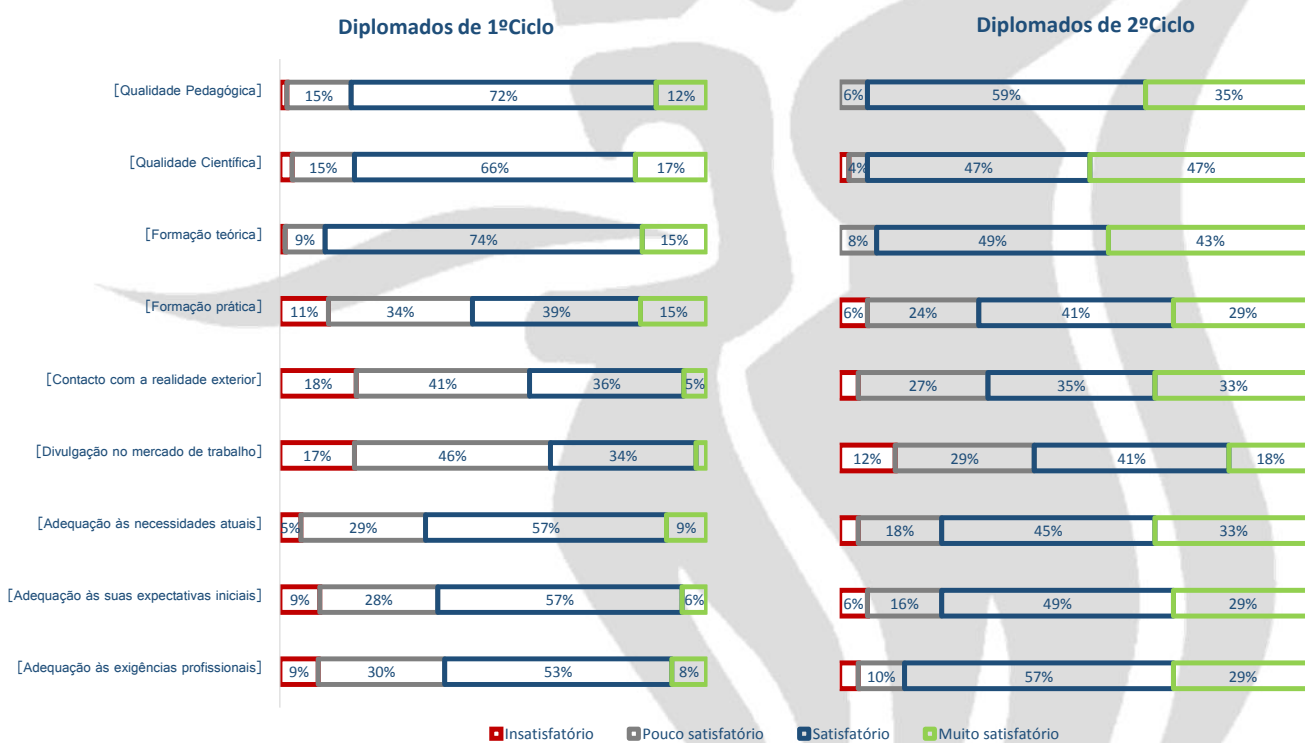 Diplomados de 1ºCiclo
Diplomados de 2ºCiclo
[Qualidade Pedagógica] 15% 72% 12% 6% 59% 35%
[Qualidade Científica] 15% 66% 17% 4% 47% 47%
[Formação teórica] 9% 74% 15% 8% 49% 43%
[Formação prática] 11% 34% 39% 15% 6% 24% 41% 29%
[Contacto com a realidade exterior] 18% 41% 36% 5% 27% 35% 33%
[Divulgação no mercado de trabalho] 17% 46% 34% 12% 29% 41% 18%
[Adequação às necessidades atuais] 5% 29% 57% 9% 18% 45% 33%
[Adequação às suas expectativas iniciais] 9% 28% 57% 6% 6% 16% 49% 29%
[Adequação às exigências profissionais] 9% 30% 53% 8% 10% 57% 29%
Insatisfatório Pouco satisfatório Satisfatório Muito satisfatório